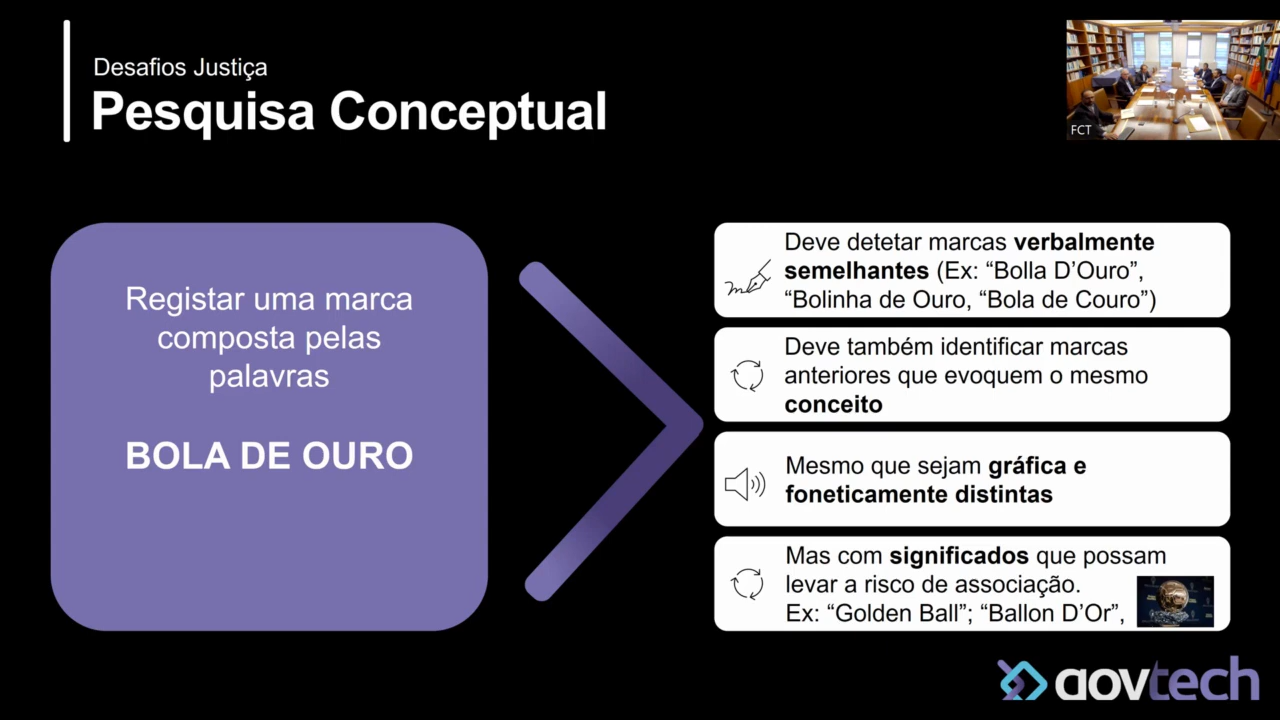 Desafios Justiça
Pesquisa Conceptual
FCT
Registar uma marca
composta pelas
palavras
BOLA DE OURO
Deve detetar marcas verbalmente
semelhantes (Ex: “Bolla D’Ouro”,
“Bolinha de Ouro, “Bola de Couro”)
Deve também identificar marcas
anteriores que evoquem o mesmo
conceito
Mesmo que sejam gráfica e
foneticamente distintas
Mas com significados que possam
levar a risco de associação.
Ex: “Golden Ball”; “Ballon D’Or”,
govtech